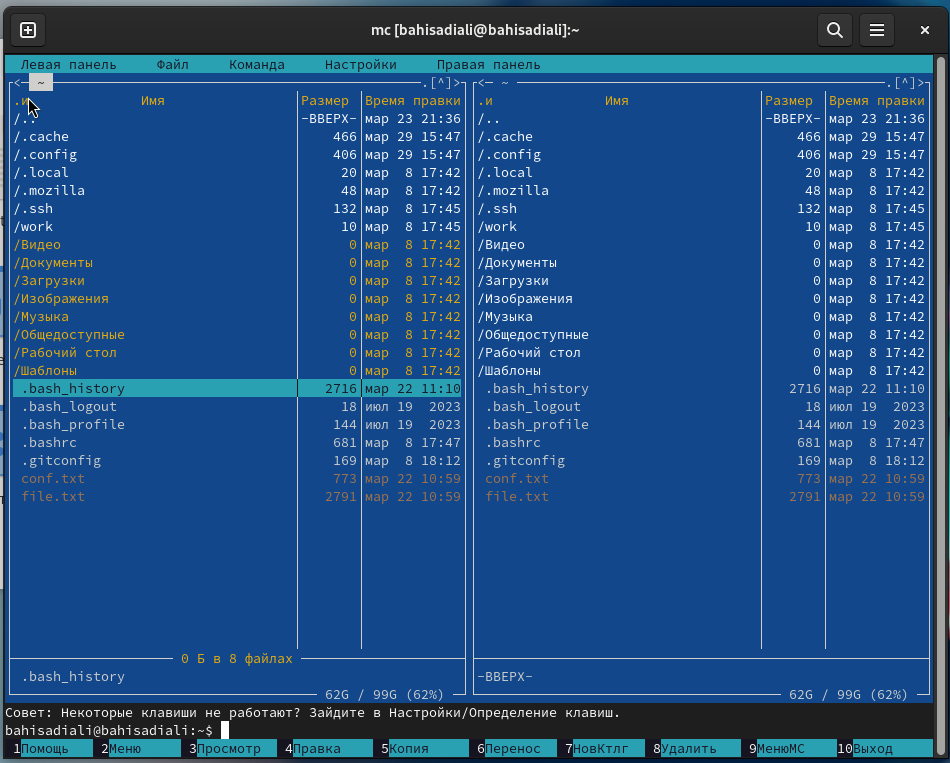 mc [bahisadiali@bahisadiali]:~
Левая панель Файл Команда Настройки Правая панель
<─ ~ .[^]> <─ ~ .[^]>
.и Имя Размер Время правки .и Имя Размер Время правки
/.. -ВВЕРХ- мар 23 21:36 /.. -ВВЕРХ- мар 23 21:36
/.cache 466 мар 29 15:47 /.cache 466 мар 29 15:47
/.config 406 мар 29 15:47 /.config 406 мар 29 15:47
/.local 20 мар 8 17:42 /.local 20 мар 8 17:42
/.mozilla 48 мар 8 17:42 /.mozilla 48 мар 8 17:42
/.ssh 132 мар 8 17:45 /.ssh 132 мар 8 17:45
/work 10 мар 8 17:45 /work 10 мар 8 17:45
/Видео 0 мар 8 17:42 /Видео 0 мар 8 17:42
/Документы 0 мар 8 17:42 /Документы 0 мар 8 17:42
/Загрузки 0 мар 8 17:42 /Загрузки 0 мар 8 17:42
/Изображения 0 мар 8 17:42 /Изображения 0 мар 8 17:42
/Музыка 0 мар 8 17:42 /Музыка 0 мар 8 17:42
/Общедоступные 0 мар 8 17:42 /Общедоступные 0 мар 8 17:42
/Рабочий стол 0 мар 8 17:42 /Рабочий стол 0 мар 8 17:42
/Шаблоны 0 мар 8 17:42 /Шаблоны 0 мар 8 17:42
.bash_history 2716 мар 22 11:10 .bash_history 2716 мар 22 11:10
.bash_logout 18 июл 19 2023 .bash_logout 18 июл 19 2023
.bash_profile 144 июл 19 2023 .bash_profile 144 июл 19 2023
.bashrc 681 мар 8 17:47 .bashrc 681 мар 8 17:47
.gitconfig 169 мар 8 18:12 .gitconfig 169 мар 8 18:12
conf.txt 773 мар 22 10:59 conf.txt 773 мар 22 10:59
file.txt 2791 мар 22 10:59 file.txt 2791 мар 22 10:59
0 Б в 8 файлах
.bash_history -ВВЕРХ-
62G / 99G (62%) 62G / 99G (62%)
Совет: Некоторые клавиши не работают? Зайдите в Настройки/Определение клавиш.
bahisadiali@bahisadiali:~$
1Помощь 2Меню 3Просмотр 4Правка 5Копия 6Перенос 7НовКтлг 8Удалить 9МенюМС 10Выход